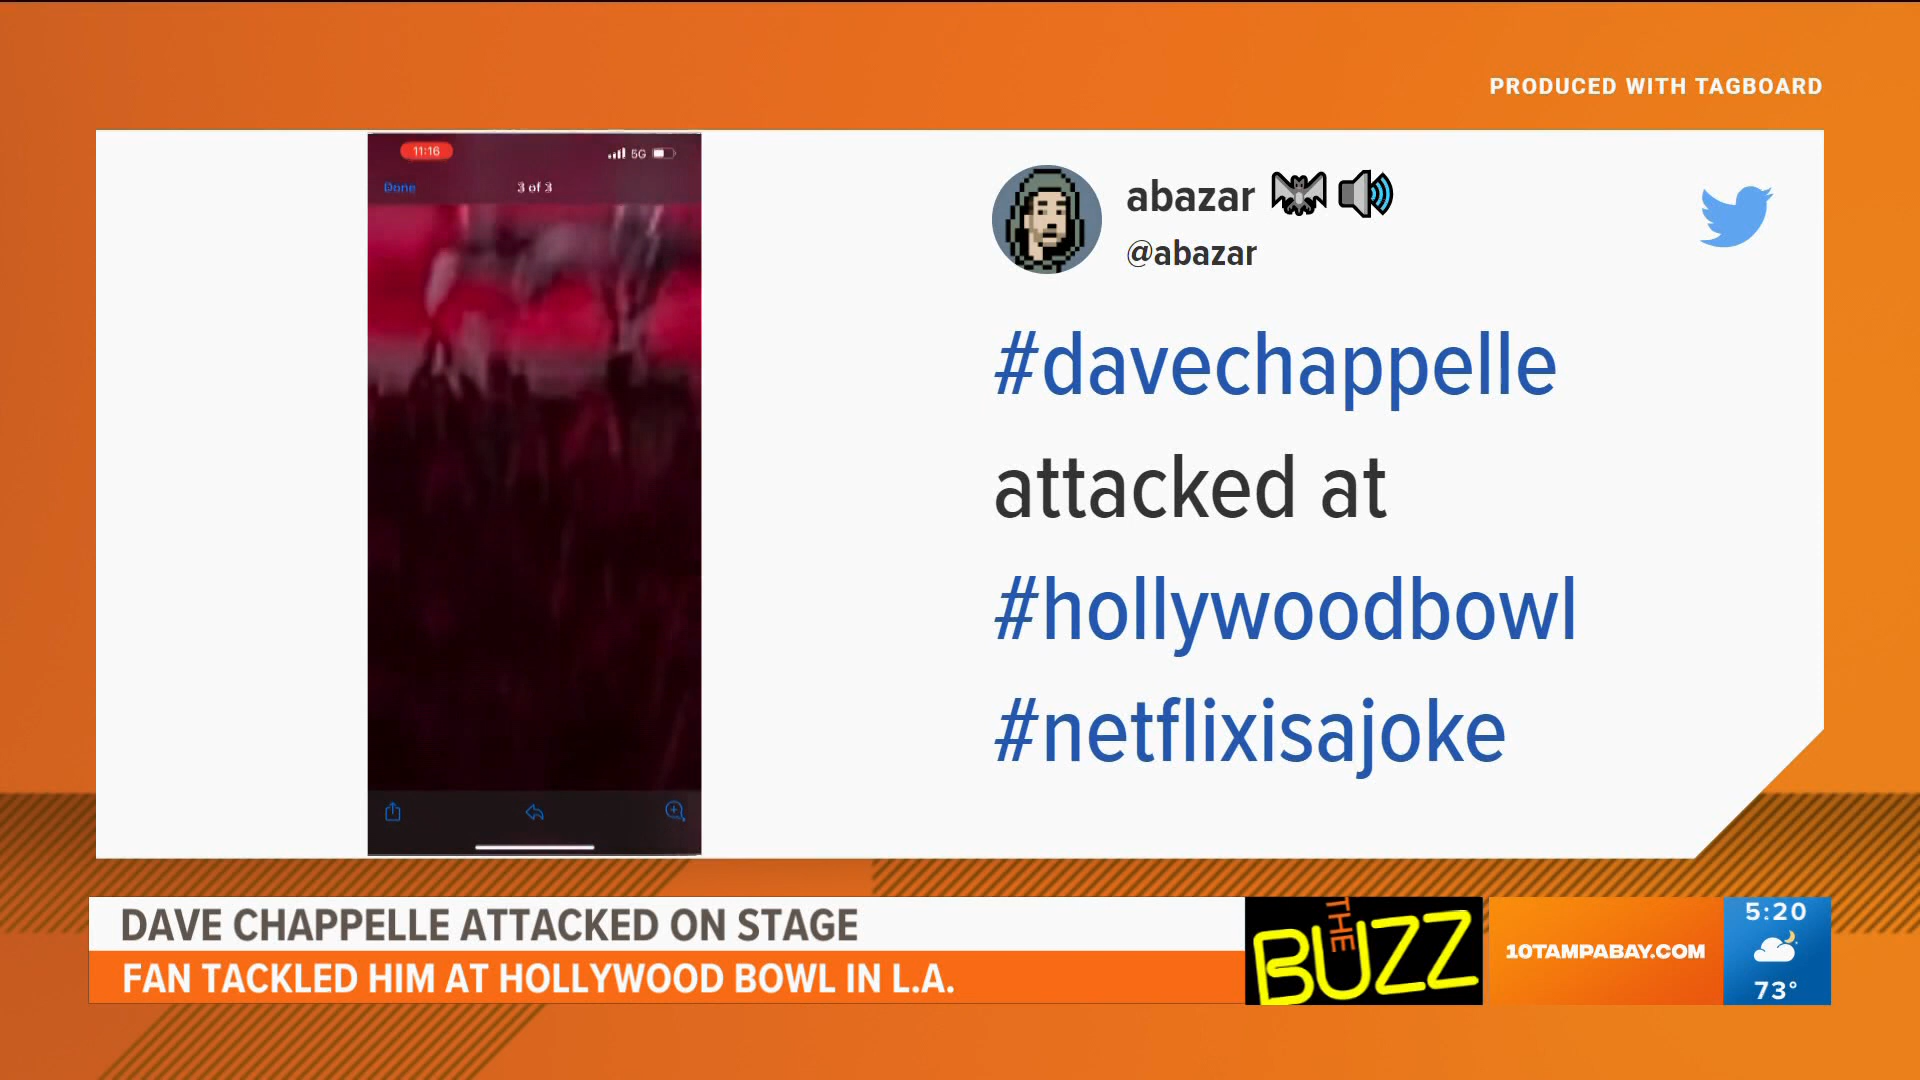 PRODUCED WITH TAGBOARD
11:16
5G
Done
3 of 3
abazar
@abazar
#davechappelle
attacked at
#hollywoodbowl
#netflixisajoke
DAVE CHAPPELLE ATTACKED ON STAGE
FAN TACKLED HIM AT HOLLYWOOD BOWL IN L.A.
THE
BUZZ
10TAMPABAY.COM
5:20
73°